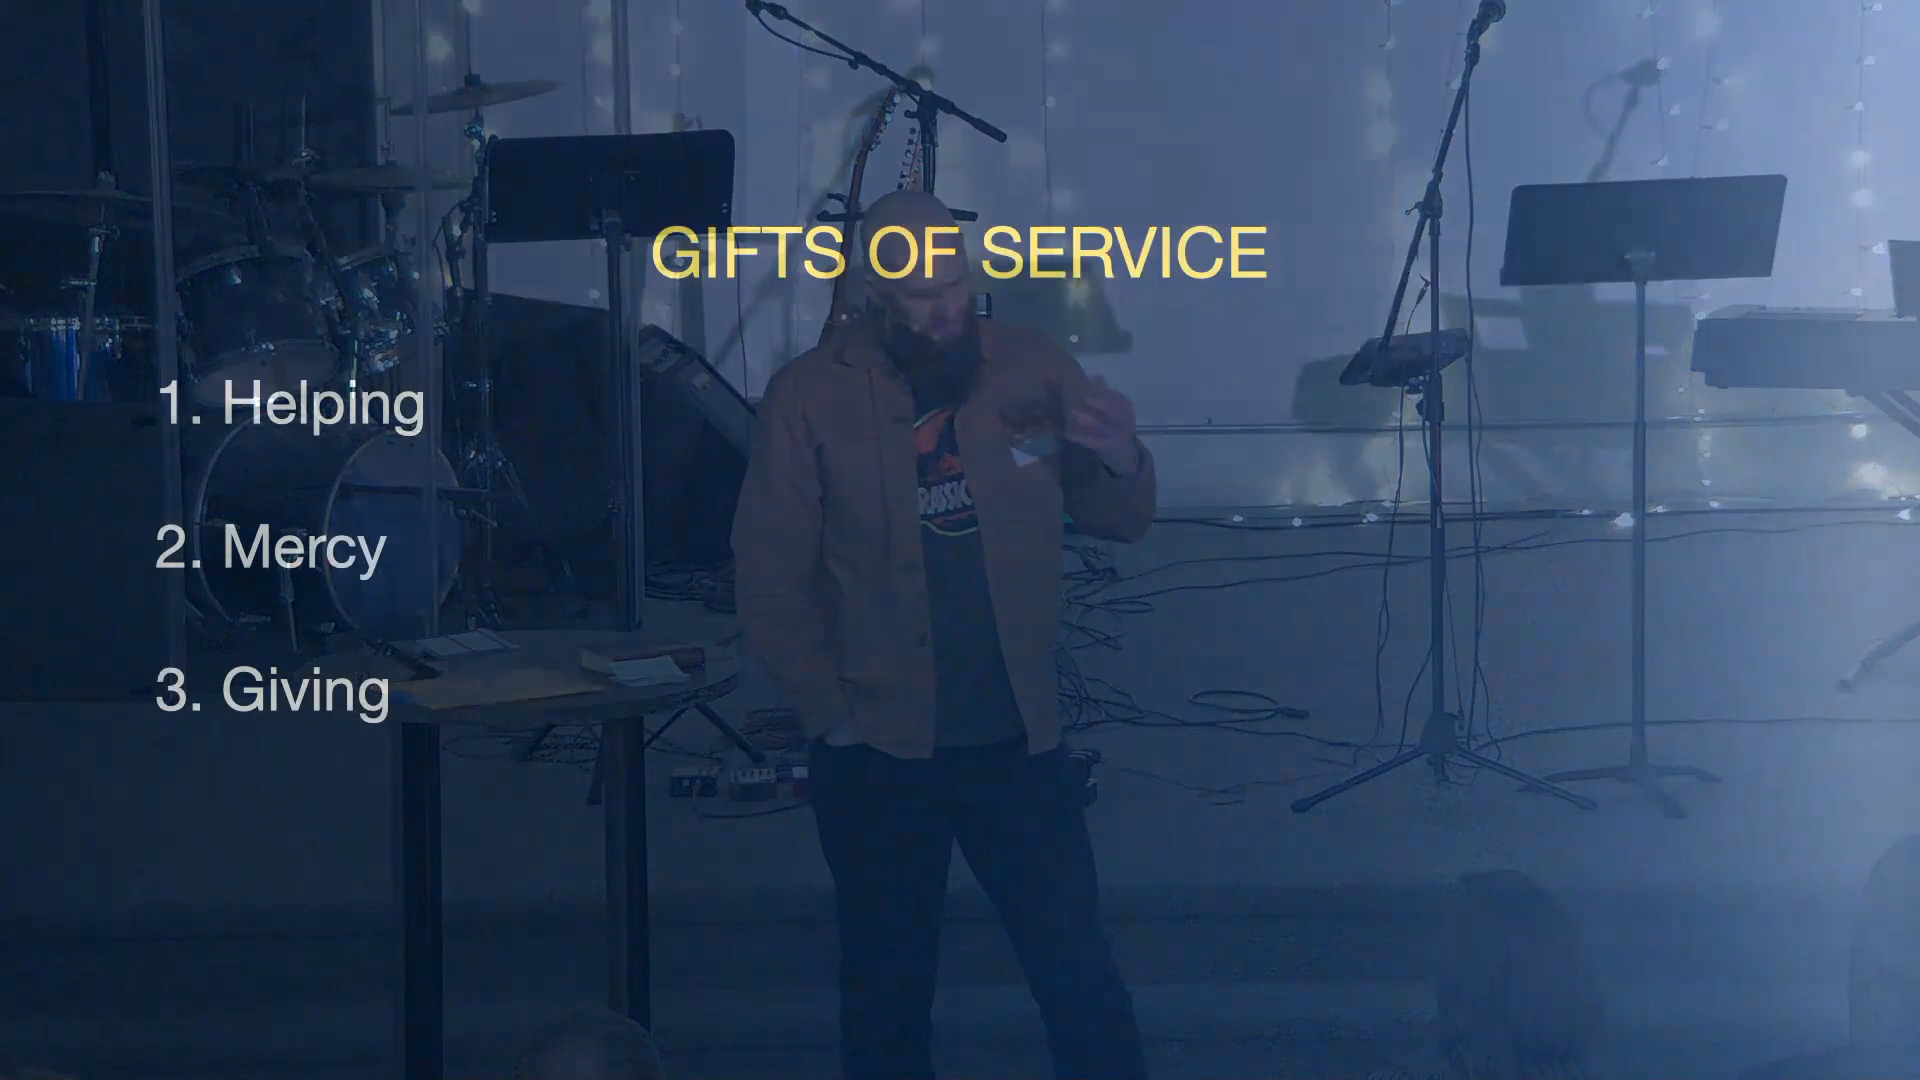 GIFTS OF SERVICE
1. Helping
2. Mercy
3. Giving